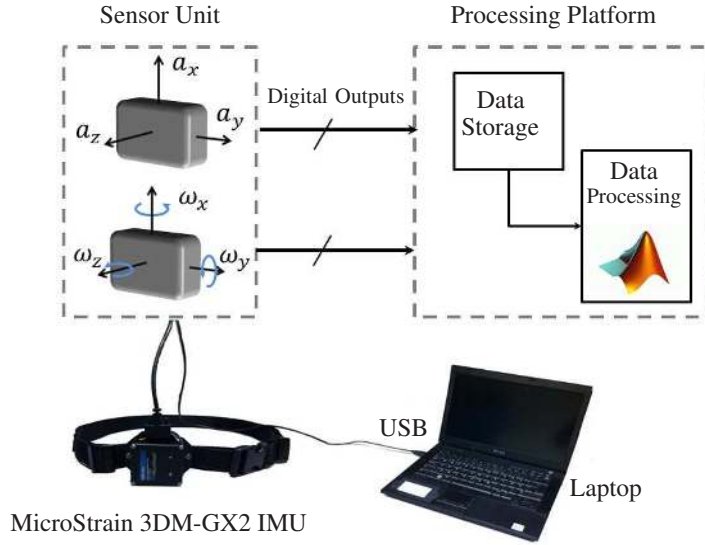 Sensor Unit
Processing Platform
a_x
a_y
a_z
Digital Outputs
Data
Storage
ω_x
ω_y
ω_z
Data
Processing
USB
Laptop
MicroStrain 3DM-GX2 IMU